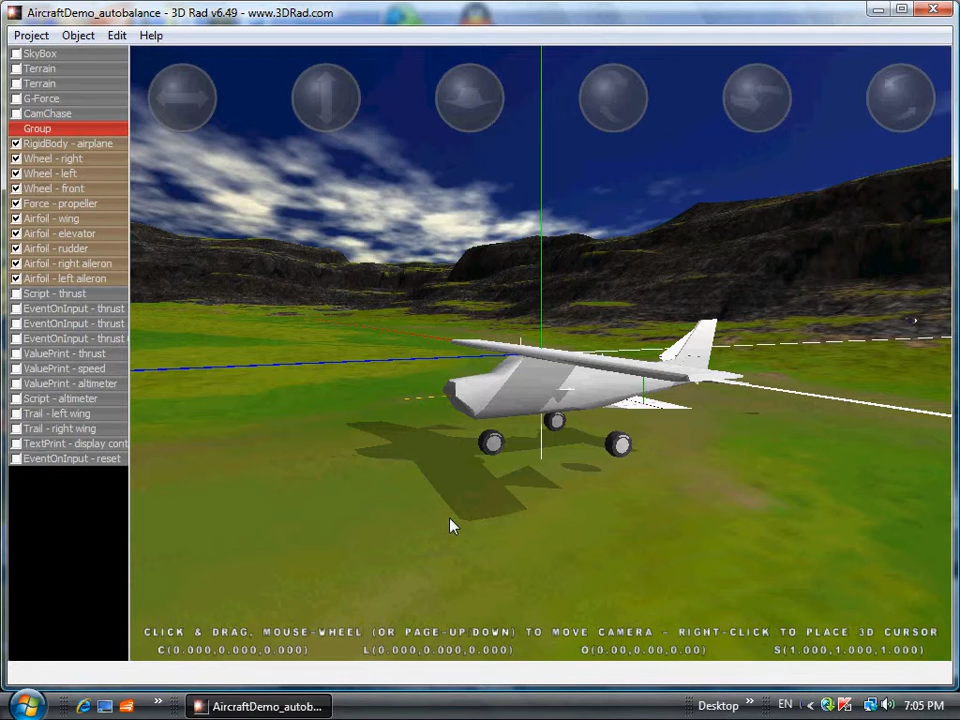 AircraftDemo_autobalance - 3D Rad v6.49 - www.3DRad.com
Project Object Edit Help
SkyBox
Terrain
Terrain
G-Force
CamChase
Group
RigidBody - airplane
Wheel - right
Wheel - left
Wheel - front
Force - propeller
Airfoil - wing
Airfoil - elevator
Airfoil - rudder
Airfoil - right aileron
Airfoil - left aileron
Script - thrust
EventOnInput - thrust
EventOnInput - thrust
EventOnInput - thrust
ValuePrint - thrust
ValuePrint - speed
ValuePrint - altimeter
Script - altimeter
Trail - left wing
Trail - right wing
TextPrint - display cont
EventOnInput - reset
CLICK & DRAG, MOUSE-WHEEL (OR PAGE-UP/DOWN) TO MOVE CAMERA - RIGHT-CLICK TO PLACE 3D CURSOR
C(0.000,0.000,0.000) L(0.000,0.000,0.000) O(0.00,0.00,0.00) S(1.000,1.000,1.000)
AircraftDemo_autob... Desktop » EN 7:05 PM